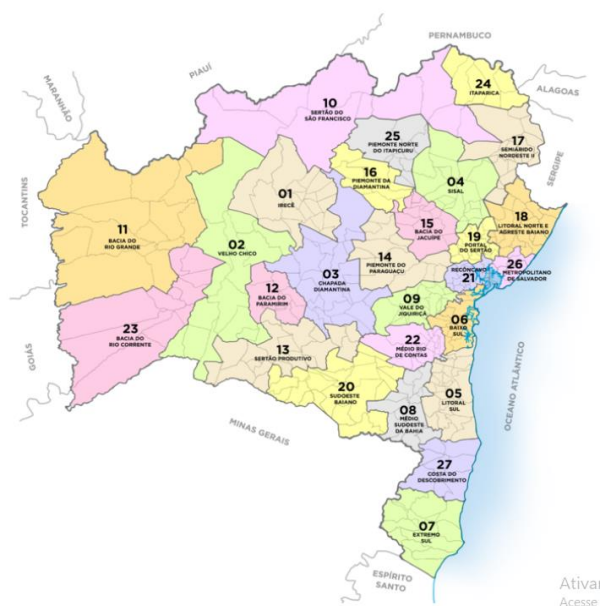 PERNAMBUCO
PIAUÍ
MARANHÃO
ALAGOAS
24
ITAPARICA
10
SERTÃO DO
SÃO FRANCISCO
25
PIEMONTE NORTE
DO ITAPICURU
17
SEMIÁRIDO
NORDESTE II
SERGIPE
16
PIEMONTE DA
DIAMANTINA
04
SISAL
01
IRECÊ
TOCANTINS
11
BACIA DO
RIO GRANDE
02
VELHO CHICO
15
BACIA DO
JACUÍPE
18
LITORAL NORTE E
AGRESTE BAIANO
19
PORTAL
DO SERTÃO
14
PIEMONTE DO
PARAGUAÇU
03
CHAPADA
DIAMANTINA
RECÔNCAVO
21
26
METROPOLITANO
DE SALVADOR
12
BACIA DO
PARAMIRIM
09
VALE DO
JIQUIRIÇÁ
06
BAIXO
SUL
23
BACIA DO
RIO CORRENTE
22
MÉDIO RIO
DE CONTAS
13
SERTÃO PRODUTIVO
GOIÁS
OCEANO ATLÂNTICO
20
SUDOESTE
BAIANO
05
LITORAL
SUL
08
MÉDIO
SUDOESTE
DA BAHIA
MINAS GERAIS
27
COSTA DO
DESCOBRIMENTO
07
EXTREMO
SUL
ESPÍRITO
SANTO
Ativar
Acesse